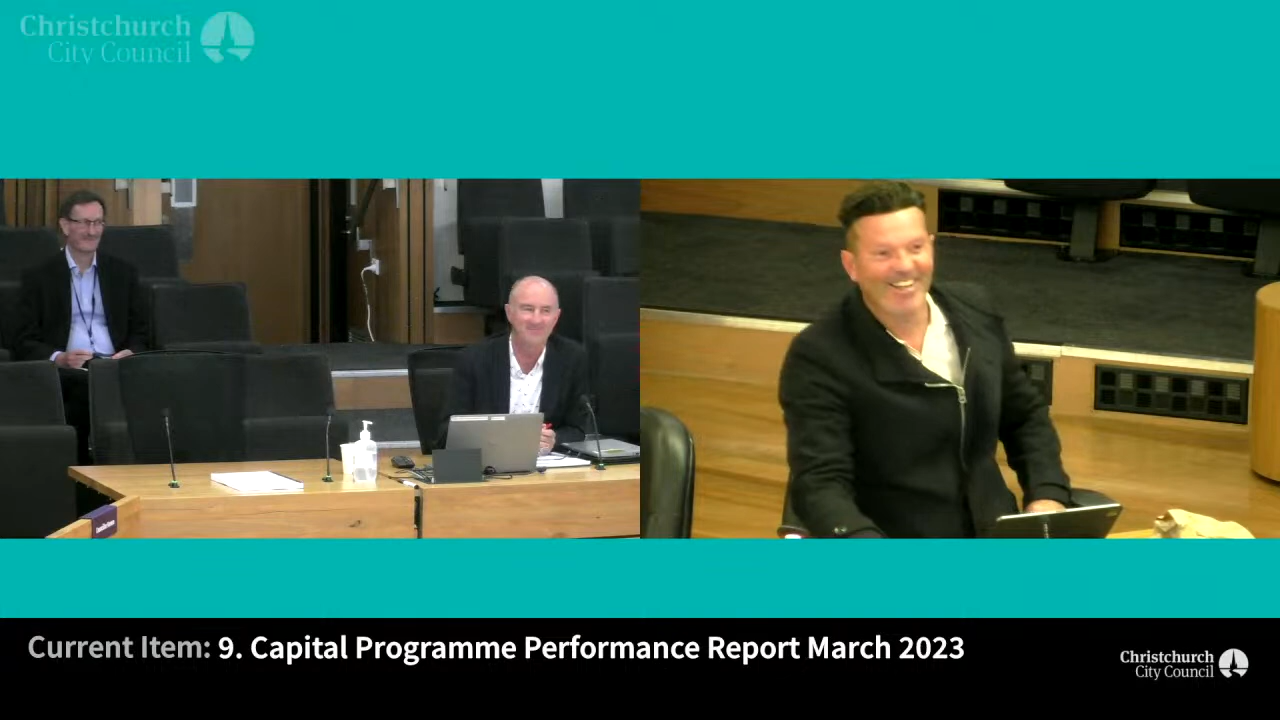 Christchurch
City Council
Current Item: 9. Capital Programme Performance Report March 2023
Christchurch
City Council